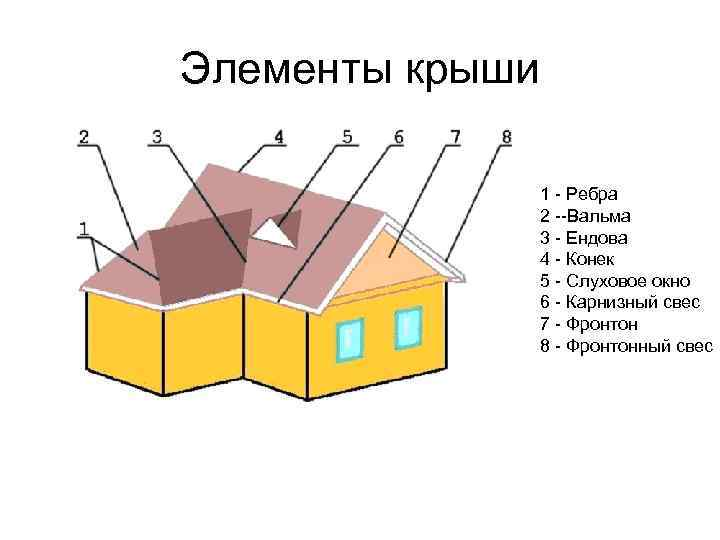 Элементы крыши
2 3 4 5 6 7 8
1
1 - Ребра
2 --Вальма
3 - Ендова
4 - Конек
5 - Слуховое окно
6 - Карнизный свес
7 - Фронтон
8 - Фронтонный свес